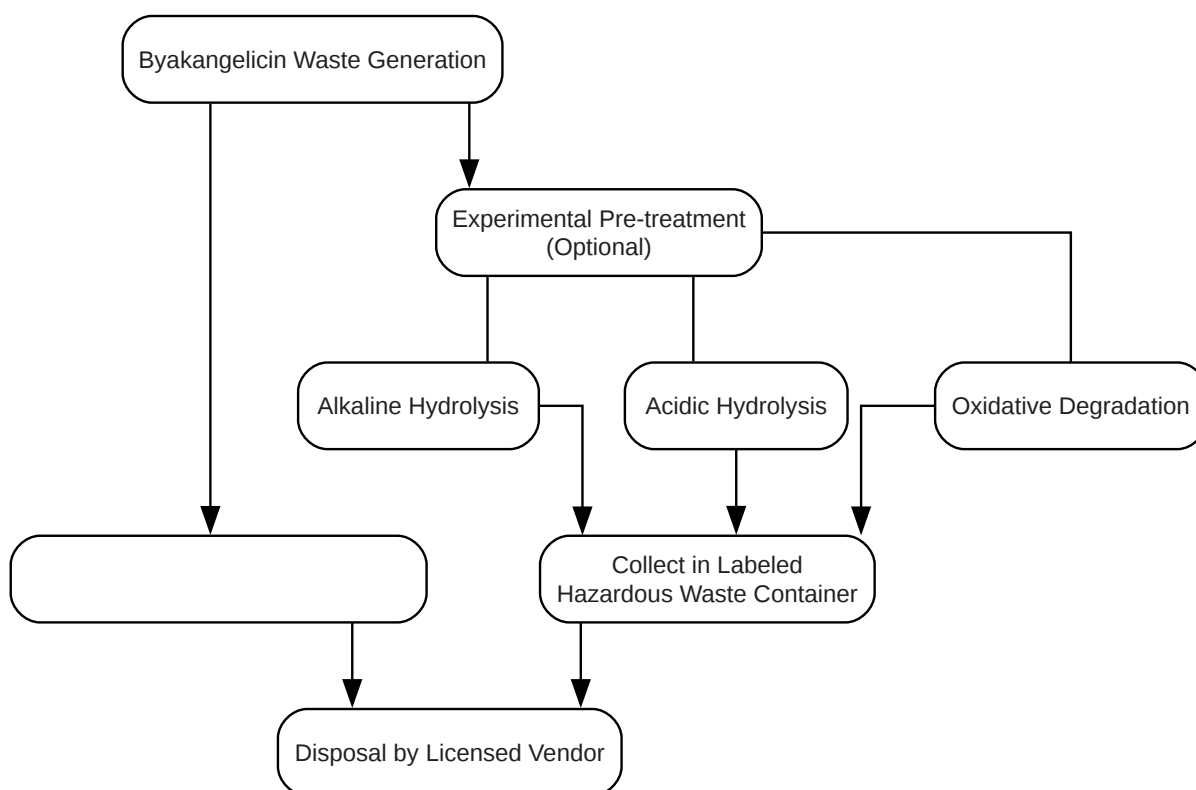 Byakangelicin Waste Generation
Experimental Pre-treatment
(Optional)
Alkaline Hydrolysis
Acidic Hydrolysis
Oxidative Degradation
Collect in Labeled
Hazardous Waste Container
Disposal by Licensed Vendor